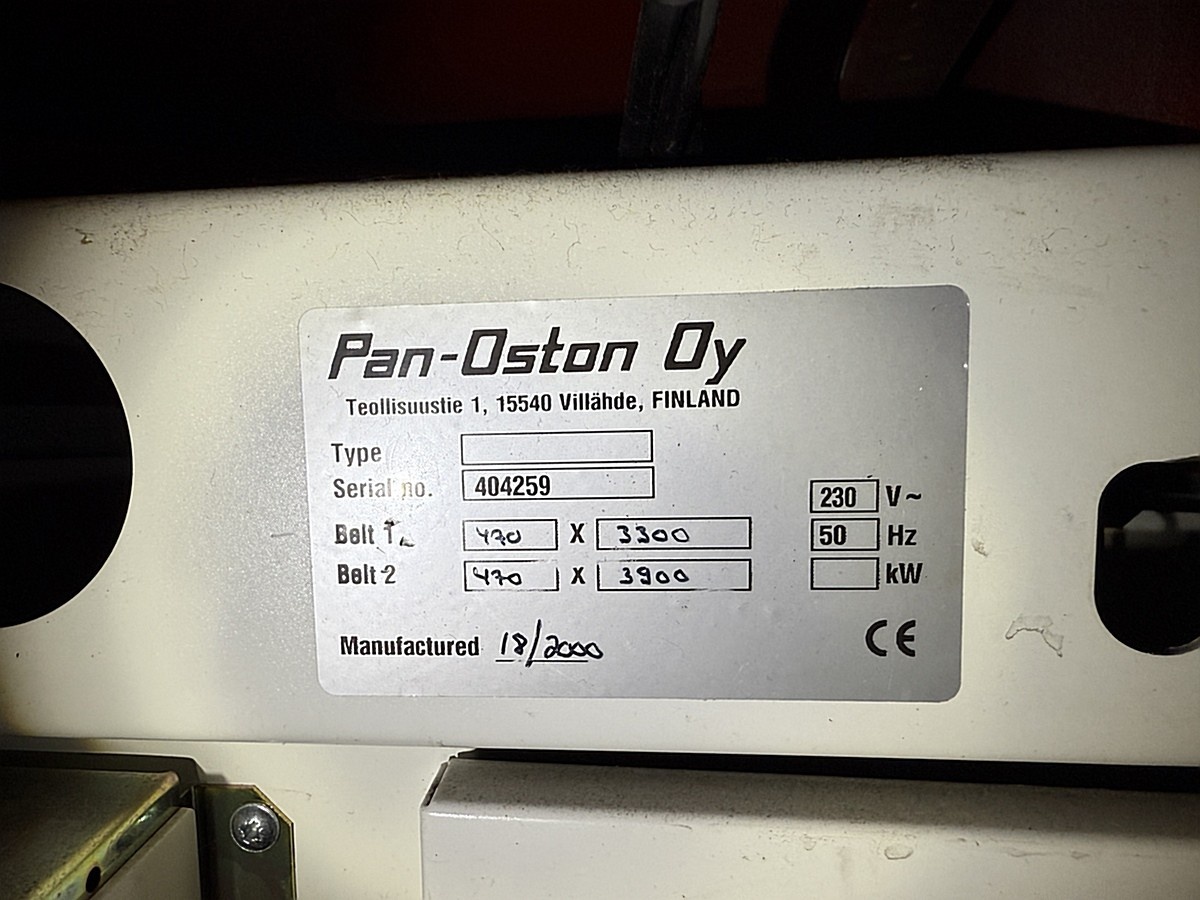 Pan-Oston Oy
Teollisuustie 1, 15540 Villähde, FINLAND
Type
Serial no. 404259
230 V~
Belt 1 470 X 3300
50 Hz
Belt 2 470 X 3900
kW
Manufactured 18/2000
CE